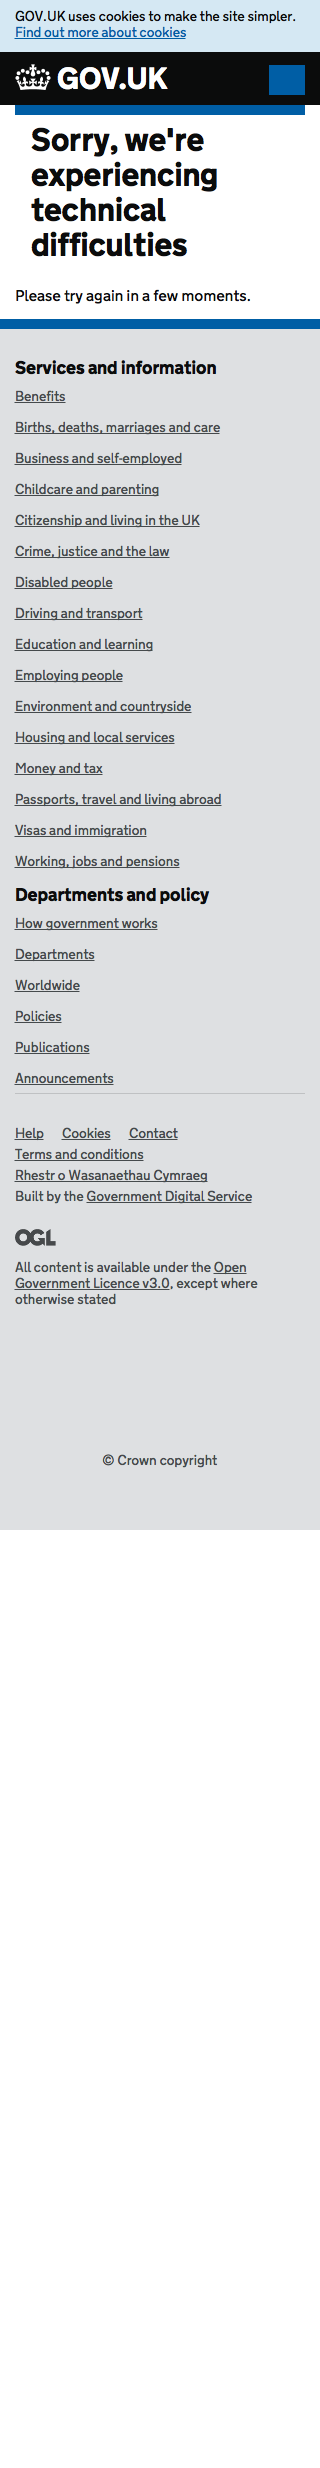 GOV.UK uses cookies to make the site simpler.
Find out more about cookies
GOV.UK
Sorry, we're
experiencing
technical
difficulties
Please try again in a few moments.
Services and information
Benefits
Births, deaths, marriages and care
Business and self-employed
Childcare and parenting
Citizenship and living in the UK
Crime, justice and the law
Disabled people
Driving and transport
Education and learning
Employing people
Environment and countryside
Housing and local services
Money and tax
Passports, travel and living abroad
Visas and immigration
Working, jobs and pensions
Departments and policy
How government works
Departments
Worldwide
Policies
Publications
Announcements
Help Cookies Contact
Terms and conditions
Rhestr o Wasanaethau Cymraeg
Built by the Government Digital Service
OGL
All content is available under the Open
Government Licence v3.0, except where
otherwise stated
© Crown copyright